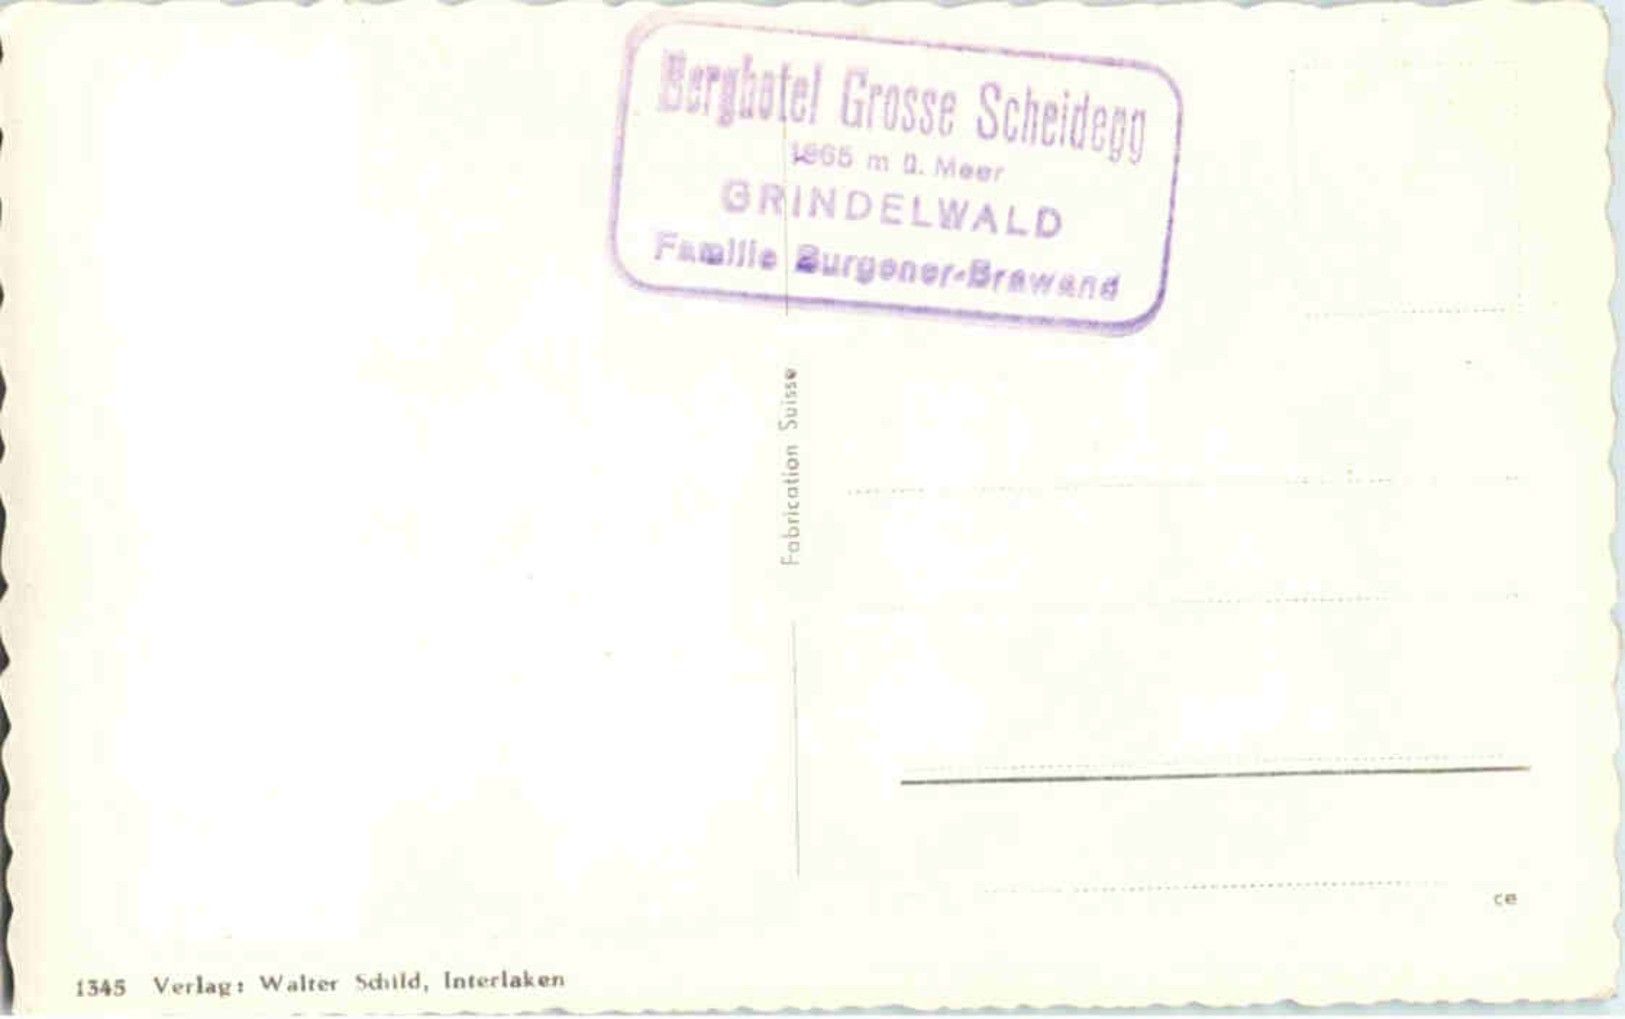 Berghotel Grosse Scheidegg
1965 m ü. Meer
GRINDELWALD
Familie Burgener-Brawand
Fabrication Suisse
ce
1345 Verlag: Walter Schild, Interlaken